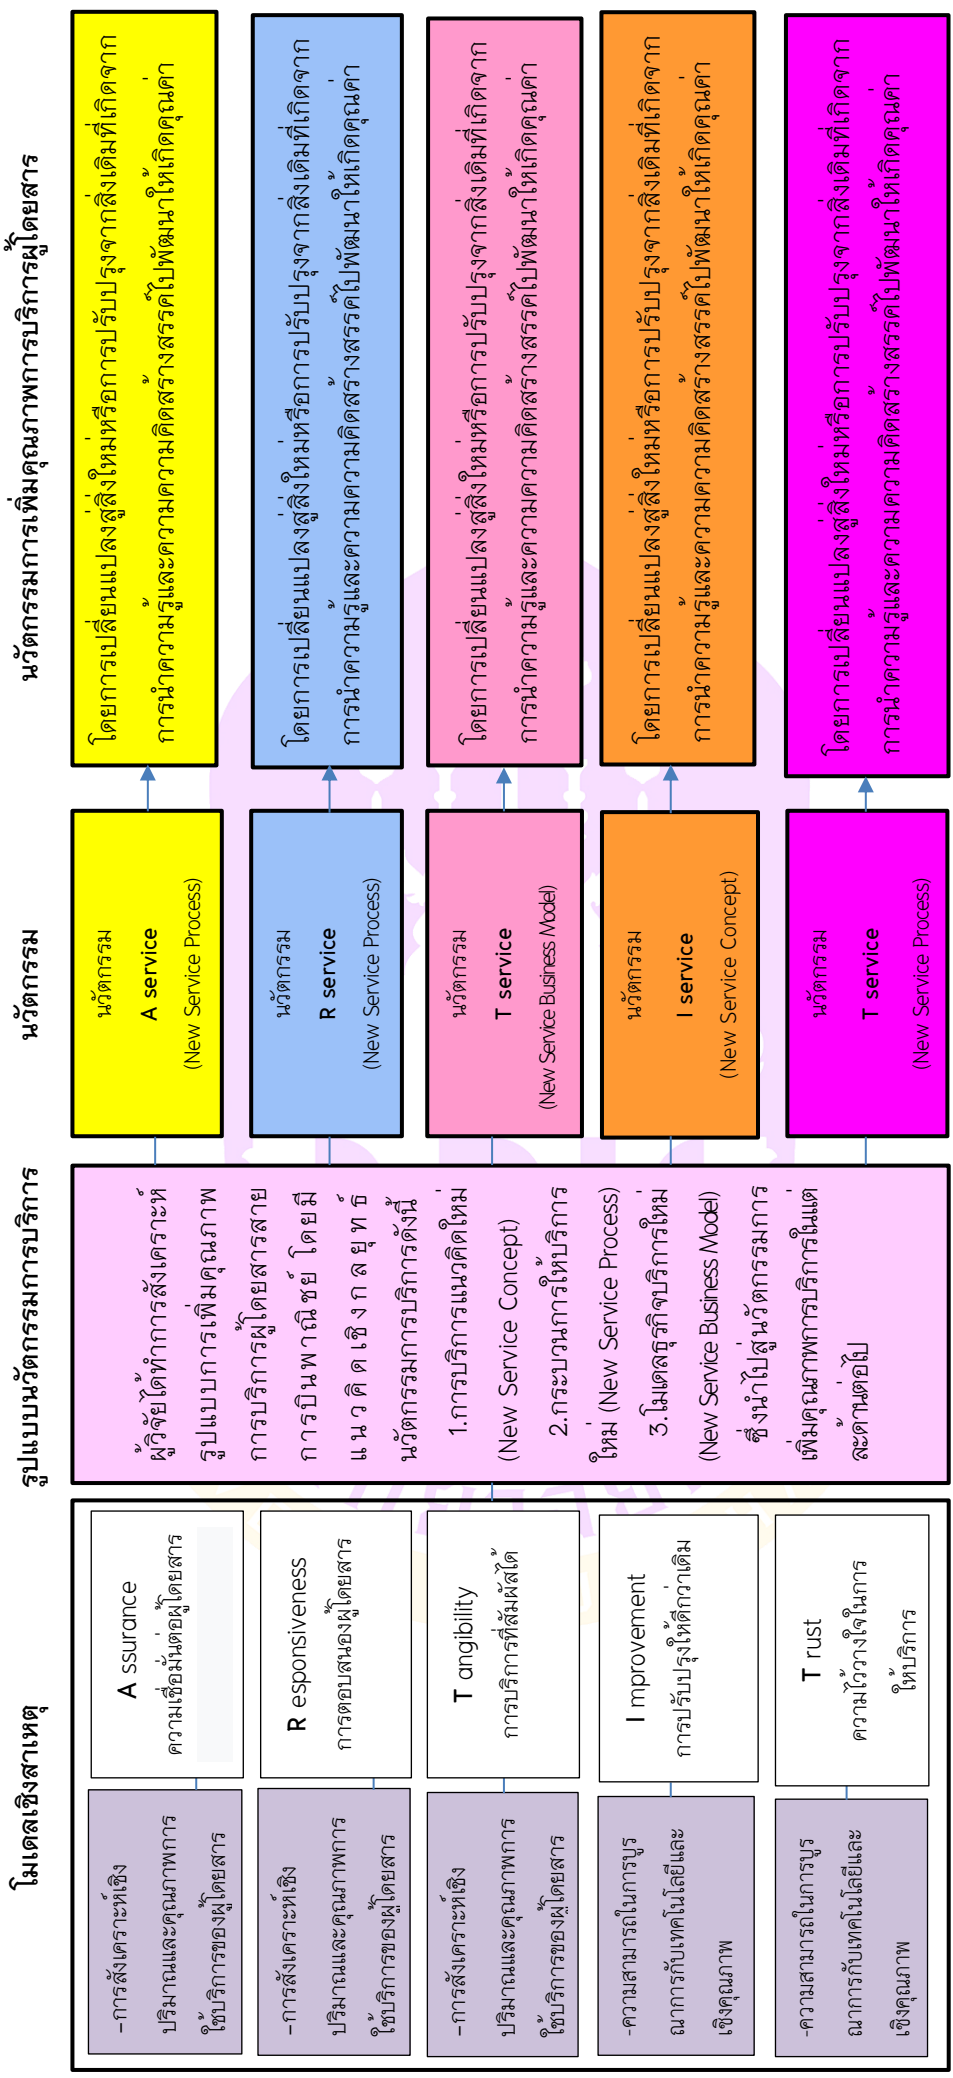 โมเดลเชิงสาเหตุ
รูปแบบนวัตกรรมการบริการ
นวัตกรรม
นวัตกรรมการเพิ่มคุณภาพการบริการผู้โดยสาร
–การสังเคราะห์เชิง
ปริมาณและคุณภาพการ
ใช้บริการของผู้โดยสาร
A ssurance
ความเชื่อมั่นต่อผู้โดยสาร
–การสังเคราะห์เชิง
ปริมาณและคุณภาพการ
ใช้บริการของผู้โดยสาร
R esponsiveness
การตอบสนองผู้โดยสาร
–การสังเคราะห์เชิง
ปริมาณและคุณภาพการ
ใช้บริการของผู้โดยสาร
T angibility
การบริการที่สัมผัสได้
-ความสามารถในการบูร
ณาการกับเทคโนโลยีและ
เชิงคุณภาพ
I mprovement
การปรับปรุงให้ดีกว่าเดิม
-ความสามารถในการบูร
ณาการกับเทคโนโลยีและ
เชิงคุณภาพ
T rust
ความไว้วางใจในการ
ให้บริการ
ผู้วิจัยได้ทำการสังเคราะห์
รูปแบบการเพิ่มคุณภาพ
การบริการผู้โดยสารสาย
การบินพาณิชย์ โดยมี
แนวคิดเชิงกลยุทธ์
นวัตกรรมการบริการดังนี้
1.การบริการแนวคิดใหม่
(New Service Concept)
2.กระบวนการให้บริการ
ใหม่ (New Service Process)
3.โมเดลธุรกิจบริการใหม่
(New Service Business Model)
ซึ่งนำไปสู่นวัตกรรมการ
เพิ่มคุณภาพการบริการในแต่
ละด้านต่อไป
นวัตกรรม
A service
(New Service Process)
โดยการเปลี่ยนแปลงสู่สิ่งใหม่หรือการปรับปรุงจากสิ่งเดิมที่เกิดจาก
การนำความรู้และความความคิดสร้างสรรค์ไปพัฒนาให้เกิดคุณค่า
นวัตกรรม
R service
(New Service Process)
โดยการเปลี่ยนแปลงสู่สิ่งใหม่หรือการปรับปรุงจากสิ่งเดิมที่เกิดจาก
การนำความรู้และความความคิดสร้างสรรค์ไปพัฒนาให้เกิดคุณค่า
นวัตกรรม
T service
(New Service Business Model)
โดยการเปลี่ยนแปลงสู่สิ่งใหม่หรือการปรับปรุงจากสิ่งเดิมที่เกิดจาก
การนำความรู้และความความคิดสร้างสรรค์ไปพัฒนาให้เกิดคุณค่า
นวัตกรรม
I service
(New Service Concept)
โดยการเปลี่ยนแปลงสู่สิ่งใหม่หรือการปรับปรุงจากสิ่งเดิมที่เกิดจาก
การนำความรู้และความความคิดสร้างสรรค์ไปพัฒนาให้เกิดคุณค่า
นวัตกรรม
T service
(New Service Process)
โดยการเปลี่ยนแปลงสู่สิ่งใหม่หรือการปรับปรุงจากสิ่งเดิมที่เกิดจาก
การนำความรู้และความความคิดสร้างสรรค์ไปพัฒนาให้เกิดคุณค่า